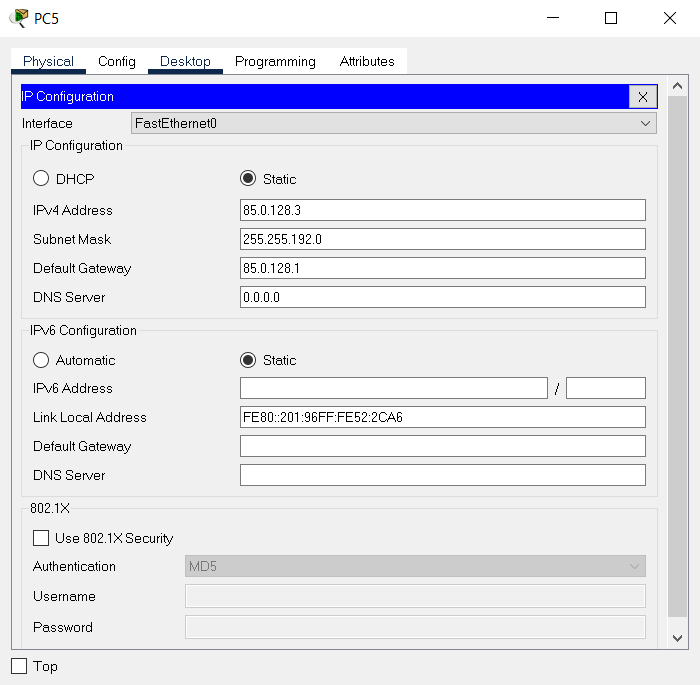 PC5
Physical Config Desktop Programming Attributes
IP Configuration X
Interface FastEthernet0
IP Configuration
DHCP Static
IPv4 Address 85.0.128.3
Subnet Mask 255.255.192.0
Default Gateway 85.0.128.1
DNS Server 0.0.0.0
IPv6 Configuration
Automatic Static
IPv6 Address /
Link Local Address FE80::201:96FF:FE52:2CA6
Default Gateway
DNS Server
802.1X
Use 802.1X Security
Authentication MD5
Username
Password
Top